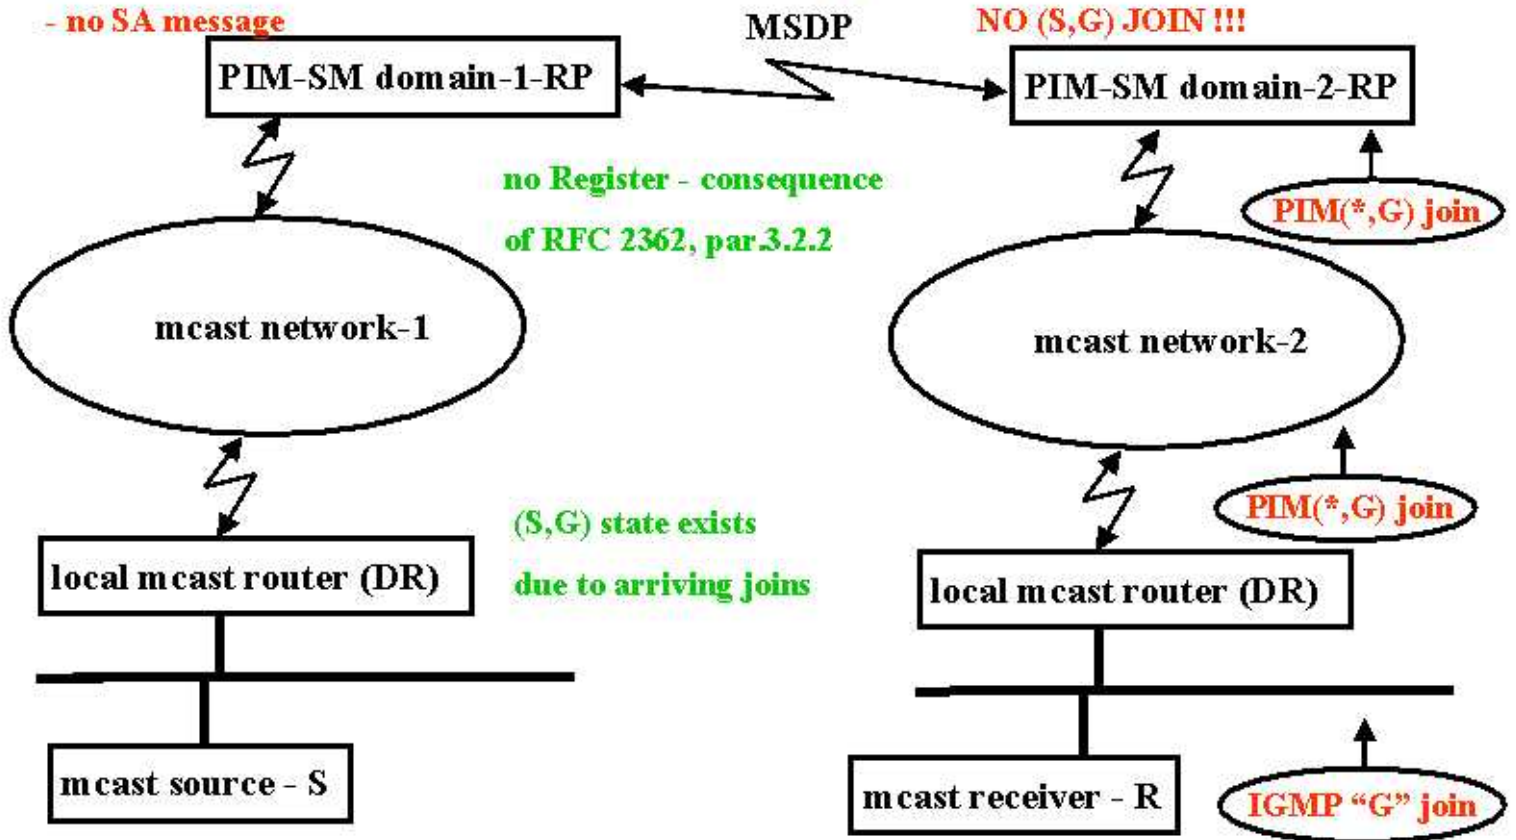 - no SA message
MSDP
NO (S,G) JOIN !!!
PIM-SM domain-1-RP
PIM-SM domain-2-RP
no Register - consequence
of RFC 2362, par.3.2.2
PIM(*,G) join
mcast network-1
mcast network-2
PIM(*,G) join
(S,G) state exists
due to arriving joins
local mcast router (DR)
local mcast router (DR)
mcast source - S
mcast receiver - R
IGMP “G” join